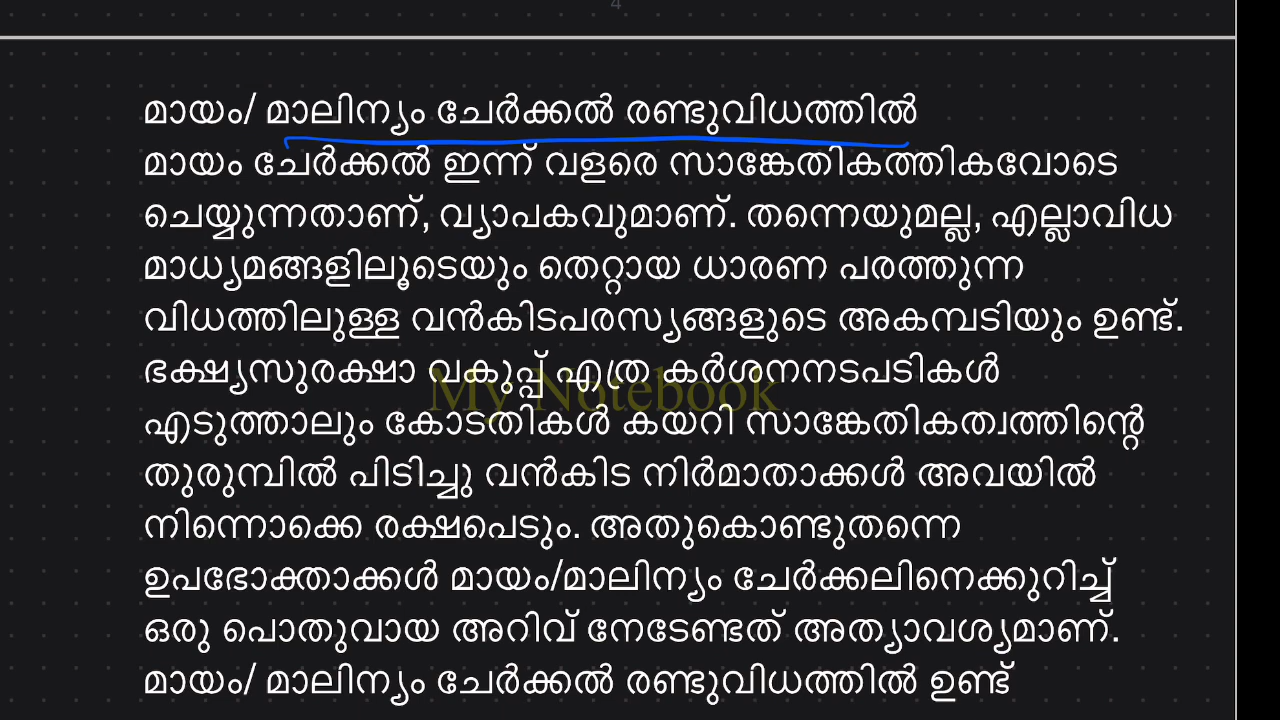 4
മായം/ മാലിന്യം ചേർക്കൽ രണ്ടുവിധത്തിൽ
മായം ചേർക്കൽ ഇന്ന് വളരെ സാങ്കേതികത്തികവോടെ
ചെയ്യുന്നതാണ്, വ്യാപകവുമാണ്. തന്നെയുമല്ല, എല്ലാവിധ
മാധ്യമങ്ങളിലൂടെയും തെറ്റായ ധാരണ പരത്തുന്ന
വിധത്തിലുള്ള വൻകിടപരസ്യങ്ങളുടെ അകമ്പടിയും ഉണ്ട്.
ഭക്ഷ്യസുരക്ഷാ വകുപ്പ് എത്ര കർശനനടപടികൾ
My Notebook
എടുത്താലും കോടതികൾ കയറി സാങ്കേതികത്വത്തിന്റെ
തുരുമ്പിൽ പിടിച്ചു വൻകിട നിർമാതാക്കൾ അവയിൽ
നിന്നൊക്കെ രക്ഷപെടും. അതുകൊണ്ടുതന്നെ
ഉപഭോക്താക്കൾ മായം/മാലിന്യം ചേർക്കലിനെക്കുറിച്ച്
ഒരു പൊതുവായ അറിവ് നേടേണ്ടത് അത്യാവശ്യമാണ്.
മായം/ മാലിന്യം ചേർക്കൽ രണ്ടുവിധത്തിൽ ഉണ്ട്